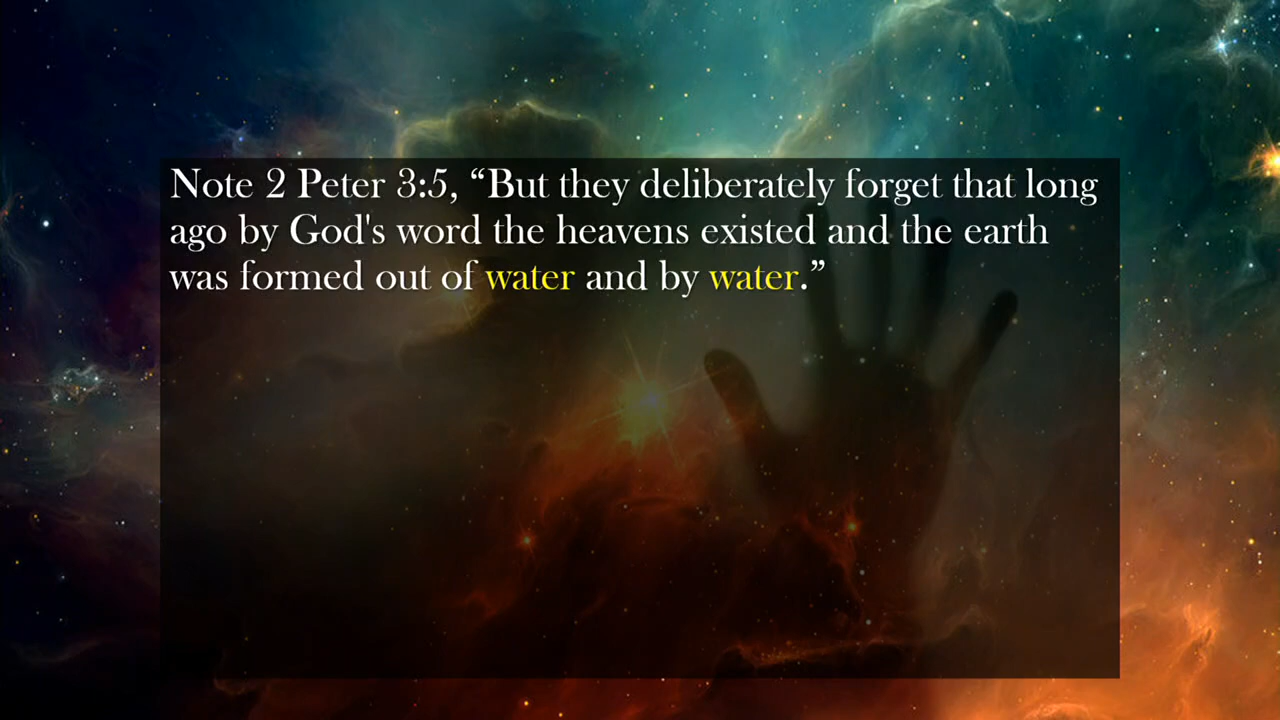 Note 2 Peter 3:5, “But they deliberately forget that long
ago by God's word the heavens existed and the earth
was formed out of water and by water.”